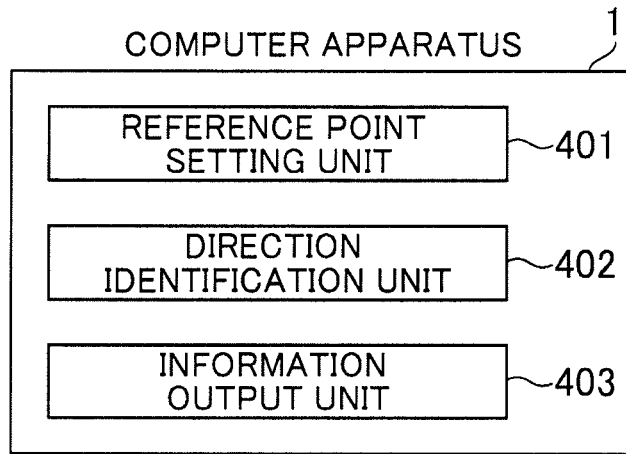 1
COMPUTER APPARATUS
REFERENCE POINT
SETTING UNIT
401
DIRECTION
IDENTIFICATION UNIT
402
INFORMATION
OUTPUT UNIT
403